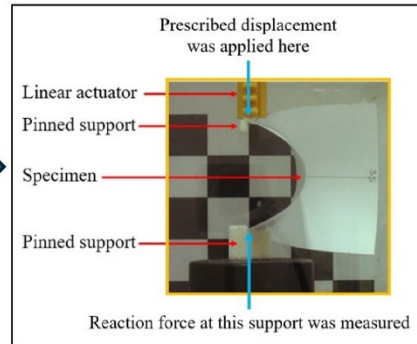 Prescribed displacement
was applied here
Linear actuator
Pinned support
Specimen
Pinned support
Reaction force at this support was measured